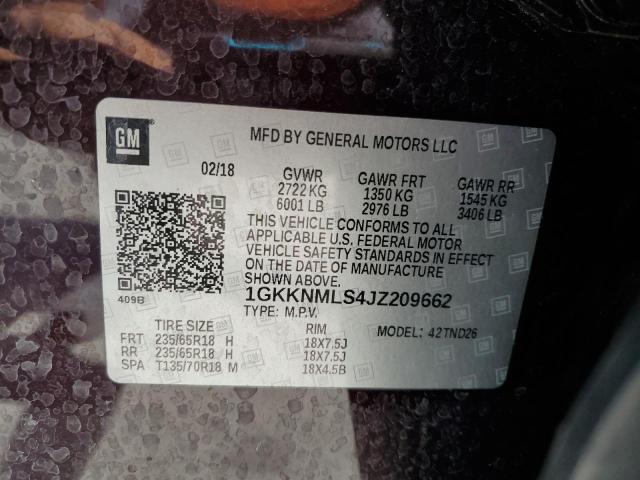 GM
MFD BY GENERAL MOTORS LLC
02/18 GVWR GAWR FRT GAWR RR
2722 KG 1350 KG 1545 KG
6001 LB 2976 LB 3406 LB
THIS VEHICLE CONFORMS TO ALL
APPLICABLE U.S. FEDERAL MOTOR
VEHICLE SAFETY STANDARDS IN EFFECT
ON THE DATE OF MANUFACTURE
SHOWN ABOVE.
409B
1GKKNMLS4JZ209662
TYPE: M.P.V.
TIRE SIZE RIM MODEL: 42TND26
FRT 235/65R18 H 18X7.5J
RR 235/65R18 H 18X7.5J
SPA T135/70R18 M 18X4.5B